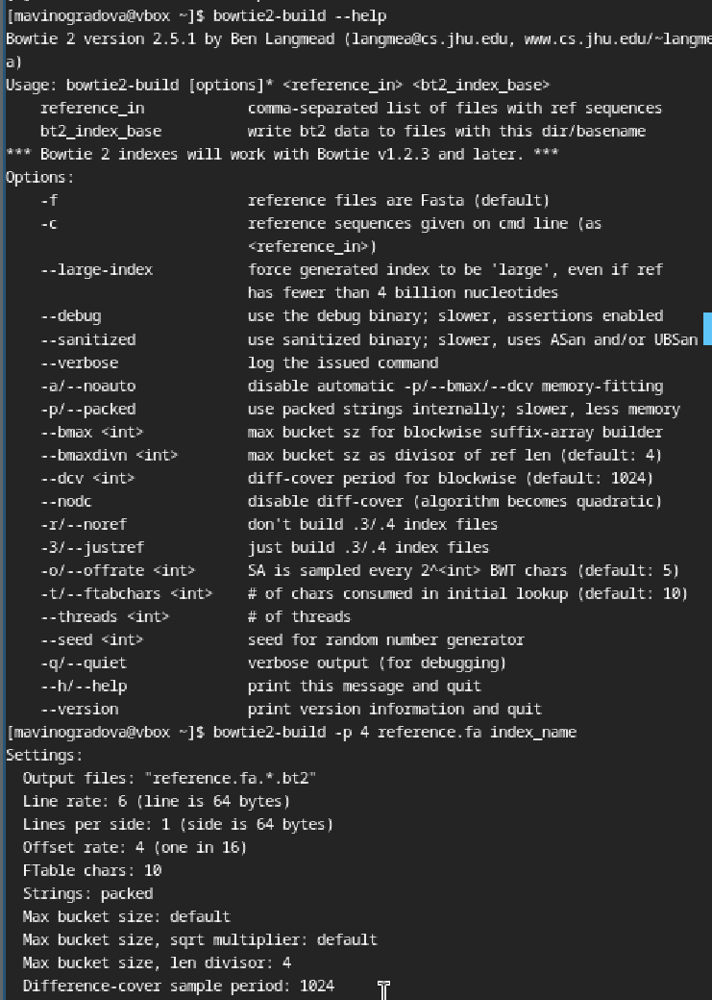 [mavinogradova@vbox ~]$ bowtie2-build --help
Bowtie 2 version 2.5.1 by Ben Langmead (langmea@cs.jhu.edu, www.cs.jhu.edu/~langme
a)
Usage: bowtie2-build [options]* <reference_in> <bt2_index_base>
    reference_in            comma-separated list of files with ref sequences
    bt2_index_base          write bt2 data to files with this dir/basename
*** Bowtie 2 indexes will work with Bowtie v1.2.3 and later. ***
Options:
    -f                      reference files are Fasta (default)
    -c                      reference sequences given on cmd line (as
                            <reference_in>)
    --large-index           force generated index to be 'large', even if ref
                            has fewer than 4 billion nucleotides
    --debug                 use the debug binary; slower, assertions enabled
    --sanitized             use sanitized binary; slower, uses ASan and/or UBSan
    --verbose               log the issued command
    -a/--noauto             disable automatic -p/--bmax/--dcv memory-fitting
    -p/--packed             use packed strings internally; slower, less memory
    --bmax <int>            max bucket sz for blockwise suffix-array builder
    --bmaxdivn <int>        max bucket sz as divisor of ref len (default: 4)
    --dcv <int>             diff-cover period for blockwise (default: 1024)
    --nodc                  disable diff-cover (algorithm becomes quadratic)
    -r/--noref              don't build .3/.4 index files
    -3/--justref            just build .3/.4 index files
    -o/--offrate <int>      SA is sampled every 2^<int> BWT chars (default: 5)
    -t/--ftabchars <int>    # of chars consumed in initial lookup (default: 10)
    --threads <int>         # of threads
    --seed <int>            seed for random number generator
    -q/--quiet              verbose output (for debugging)
    --h/--help              print this message and quit
    --version               print version information and quit
[mavinogradova@vbox ~]$ bowtie2-build -p 4 reference.fa index_name
Settings:
  Output files: "reference.fa.*.bt2"
  Line rate: 6 (line is 64 bytes)
  Lines per side: 1 (side is 64 bytes)
  Offset rate: 4 (one in 16)
  FTable chars: 10
  Strings: packed
  Max bucket size: default
  Max bucket size, sqrt multiplier: default
  Max bucket size, len divisor: 4
  Difference-cover sample period: 1024